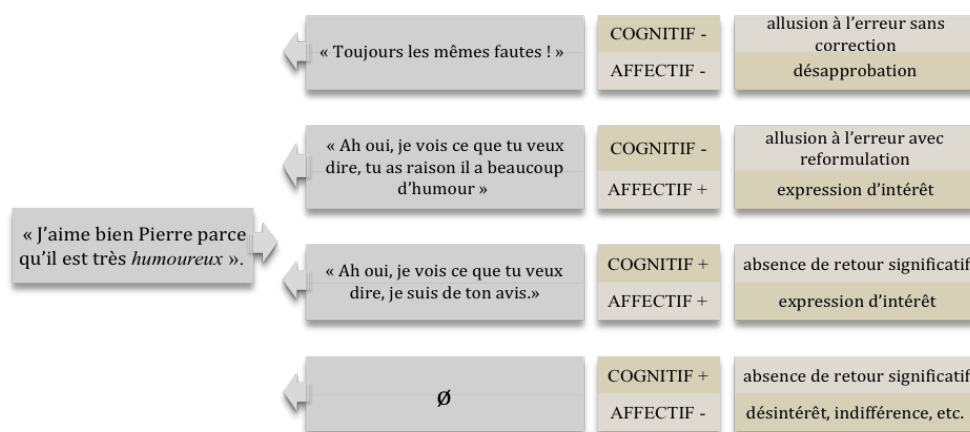 « Toujours les mêmes fautes ! »
COGNITIF -
AFFECTIF -
allusion à l'erreur sans
correction
désapprobation
« Ah oui, je vois ce que tu veux
dire, tu as raison il a beaucoup
d'humour »
COGNITIF -
AFFECTIF +
allusion à l'erreur avec
reformulation
expression d'intérêt
« J'aime bien Pierre parce
qu'il est très humoureux ».
« Ah oui, je vois ce que tu veux
dire, je suis de ton avis.»
COGNITIF +
AFFECTIF +
absence de retour significatif
expression d'intérêt
Ø
COGNITIF +
AFFECTIF -
absence de retour significatif
désintérêt, indifférence, etc.